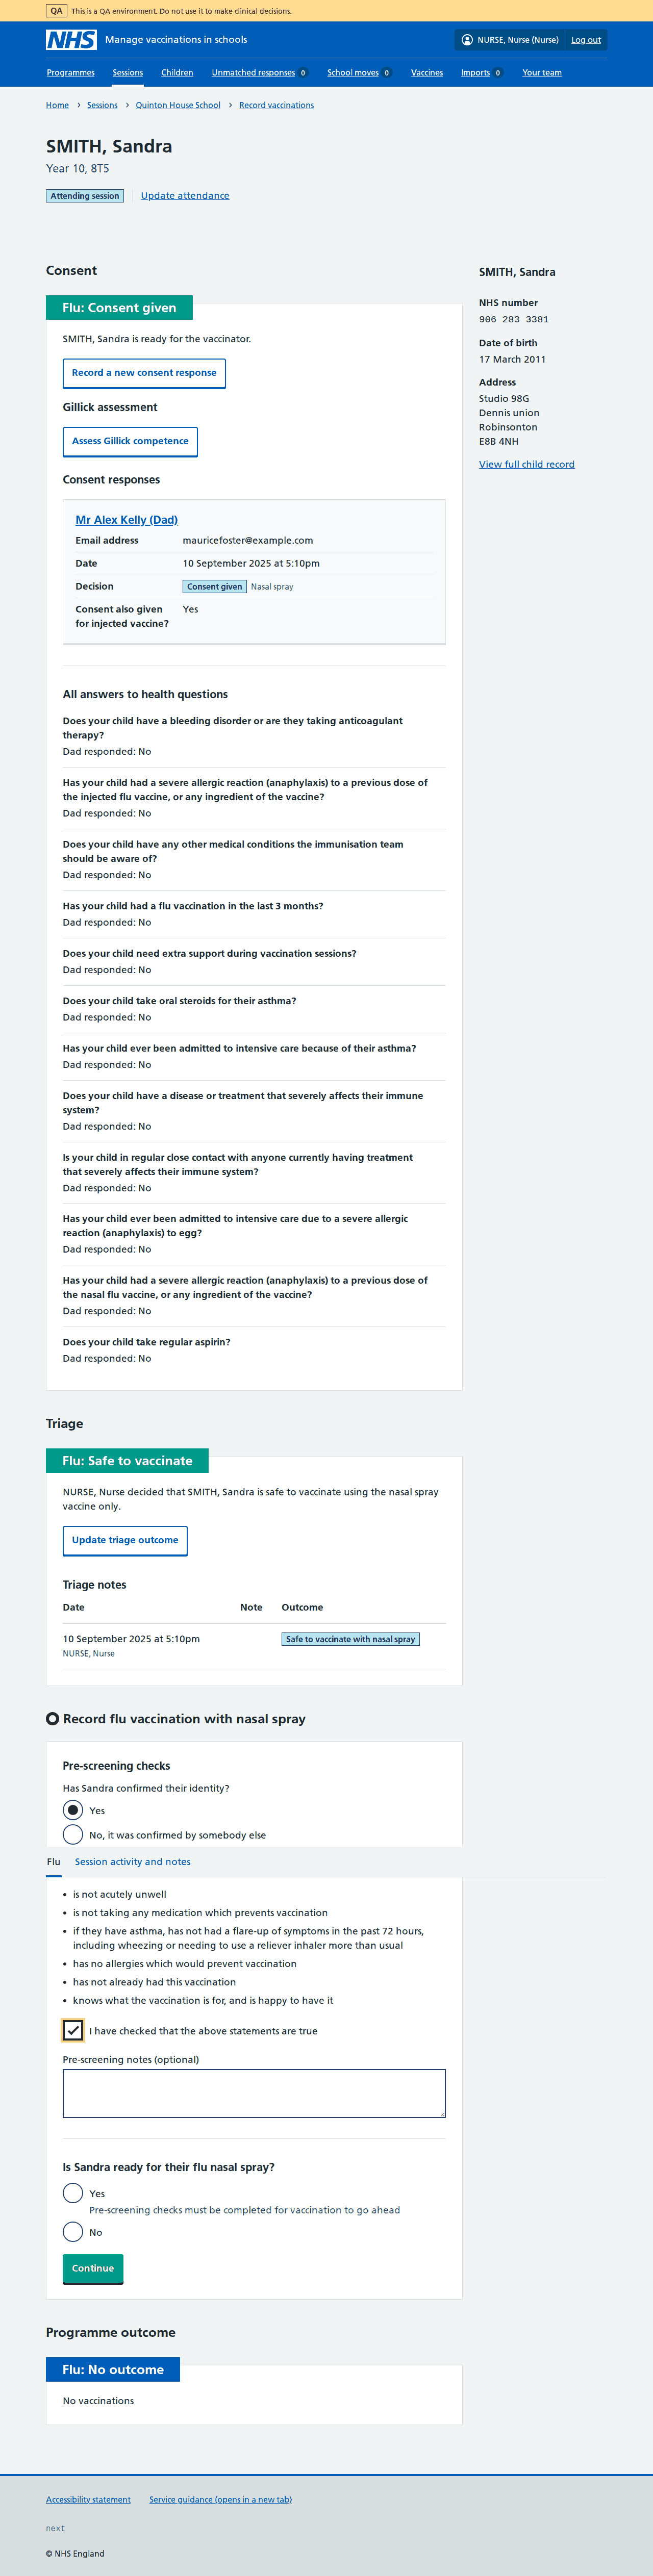 QA This is a QA environment. Do not use it to make clinical decisions.
NHS Manage vaccinations in schools
NURSE, Nurse (Nurse) Log out
Programmes Sessions Children Unmatched responses 0 School moves 0 Vaccines Imports 0 Your team
Home › Sessions › Quinton House School › Record vaccinations
SMITH, Sandra
Year 10, 8T5
Attending session Update attendance
Consent
Flu: Consent given
SMITH, Sandra is ready for the vaccinator.
Record a new consent response
Gillick assessment
Assess Gillick competence
Consent responses
Mr Alex Kelly (Dad)
Email address mauricefoster@example.com
Date 10 September 2025 at 5:10pm
Decision Consent given Nasal spray
Consent also given Yes
for injected vaccine?
All answers to health questions
Does your child have a bleeding disorder or are they taking anticoagulant
therapy?
Dad responded: No
Has your child had a severe allergic reaction (anaphylaxis) to a previous dose of
the injected flu vaccine, or any ingredient of the vaccine?
Dad responded: No
Does your child have any other medical conditions the immunisation team
should be aware of?
Dad responded: No
Has your child had a flu vaccination in the last 3 months?
Dad responded: No
Does your child need extra support during vaccination sessions?
Dad responded: No
Does your child take oral steroids for their asthma?
Dad responded: No
Has your child ever been admitted to intensive care because of their asthma?
Dad responded: No
Does your child have a disease or treatment that severely affects their immune
system?
Dad responded: No
Is your child in regular close contact with anyone currently having treatment
that severely affects their immune system?
Dad responded: No
Has your child ever been admitted to intensive care due to a severe allergic
reaction (anaphylaxis) to egg?
Dad responded: No
Has your child had a severe allergic reaction (anaphylaxis) to a previous dose of
the nasal flu vaccine, or any ingredient of the vaccine?
Dad responded: No
Does your child take regular aspirin?
Dad responded: No
SMITH, Sandra
NHS number
906 283 3381
Date of birth
17 March 2011
Address
Studio 98G
Dennis union
Robinsonton
E8B 4NH
View full child record
Triage
Flu: Safe to vaccinate
NURSE, Nurse decided that SMITH, Sandra is safe to vaccinate using the nasal spray
vaccine only.
Update triage outcome
Triage notes
Date Note Outcome
10 September 2025 at 5:10pm Safe to vaccinate with nasal spray
NURSE, Nurse
Record flu vaccination with nasal spray
Pre-screening checks
Has Sandra confirmed their identity?
Yes
No, it was confirmed by somebody else
Flu Session activity and notes
is not acutely unwell
is not taking any medication which prevents vaccination
if they have asthma, has not had a flare-up of symptoms in the past 72 hours,
including wheezing or needing to use a reliever inhaler more than usual
has no allergies which would prevent vaccination
has not already had this vaccination
knows what the vaccination is for, and is happy to have it
I have checked that the above statements are true
Pre-screening notes (optional)
Is Sandra ready for their flu nasal spray?
Yes
Pre-screening checks must be completed for vaccination to go ahead
No
Continue
Programme outcome
Flu: No outcome
No vaccinations
Accessibility statement Service guidance (opens in a new tab)
next
© NHS England